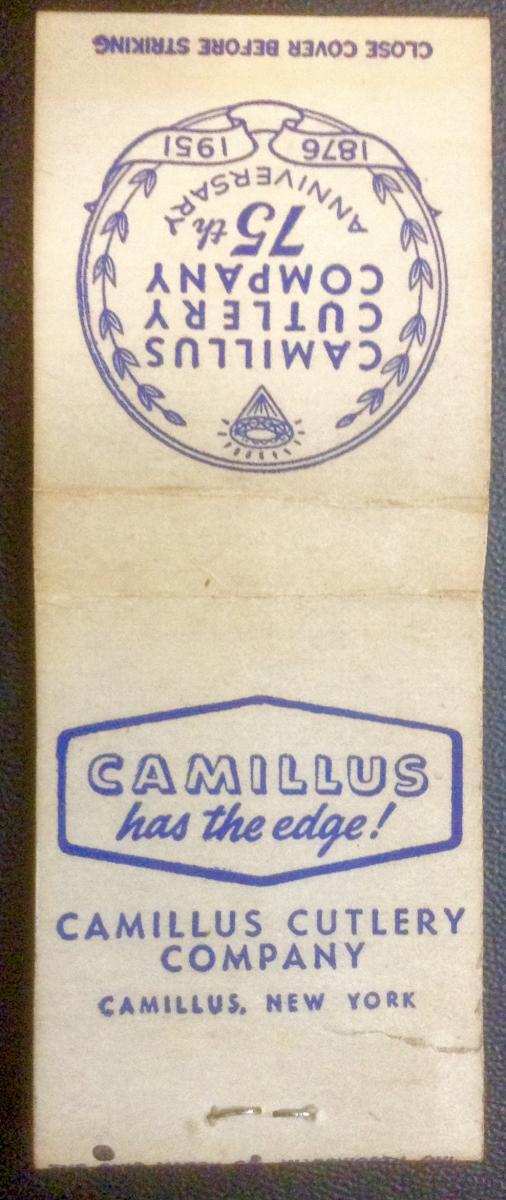 CLOSE COVER BEFORE STRIKING
1876 1951
ANNIVERSARY
75th
COMPANY
CUTLERY
CAMILLUS
CAMILLUS
has the edge!
CAMILLUS CUTLERY
COMPANY
CAMILLUS, NEW YORK